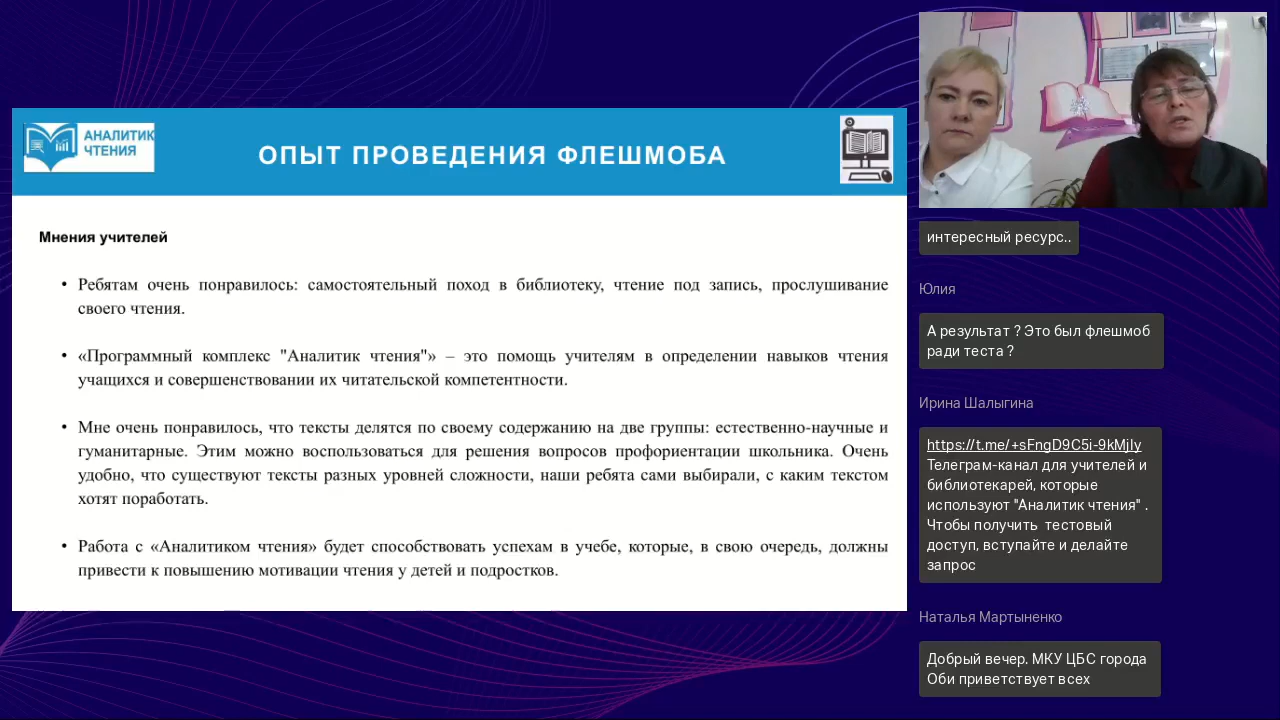 АНАЛИТИК
ЧТЕНИЯ
ОПЫТ ПРОВЕДЕНИЯ ФЛЕШМОБА
Мнения учителей
• Ребятам очень понравилось: самостоятельный поход в библиотеку, чтение под запись, прослушивание
своего чтения.
• «Программный комплекс "Аналитик чтения"» – это помощь учителям в определении навыков чтения
учащихся и совершенствовании их читательской компетентности.
• Мне очень понравилось, что тексты делятся по своему содержанию на две группы: естественно-научные и
гуманитарные. Этим можно воспользоваться для решения вопросов профориентации школьника. Очень
удобно, что существуют тексты разных уровней сложности, наши ребята сами выбирали, с каким текстом
хотят поработать.
• Работа с «Аналитиком чтения» будет способствовать успехам в учебе, которые, в свою очередь, должны
привести к повышению мотивации чтения у детей и подростков.
интересный ресурс..
Юлия
А результат ? Это был флешмоб
ради теста ?
Ирина Шалыгина
https://t.me/+sFngD9C5i-9kMjIy
Телеграм-канал для учителей и
библиотекарей, которые
используют "Аналитик чтения" .
Чтобы получить тестовый
доступ, вступайте и делайте
запрос
Наталья Мартыненко
Добрый вечер. МКУ ЦБС города
Оби приветствует всех